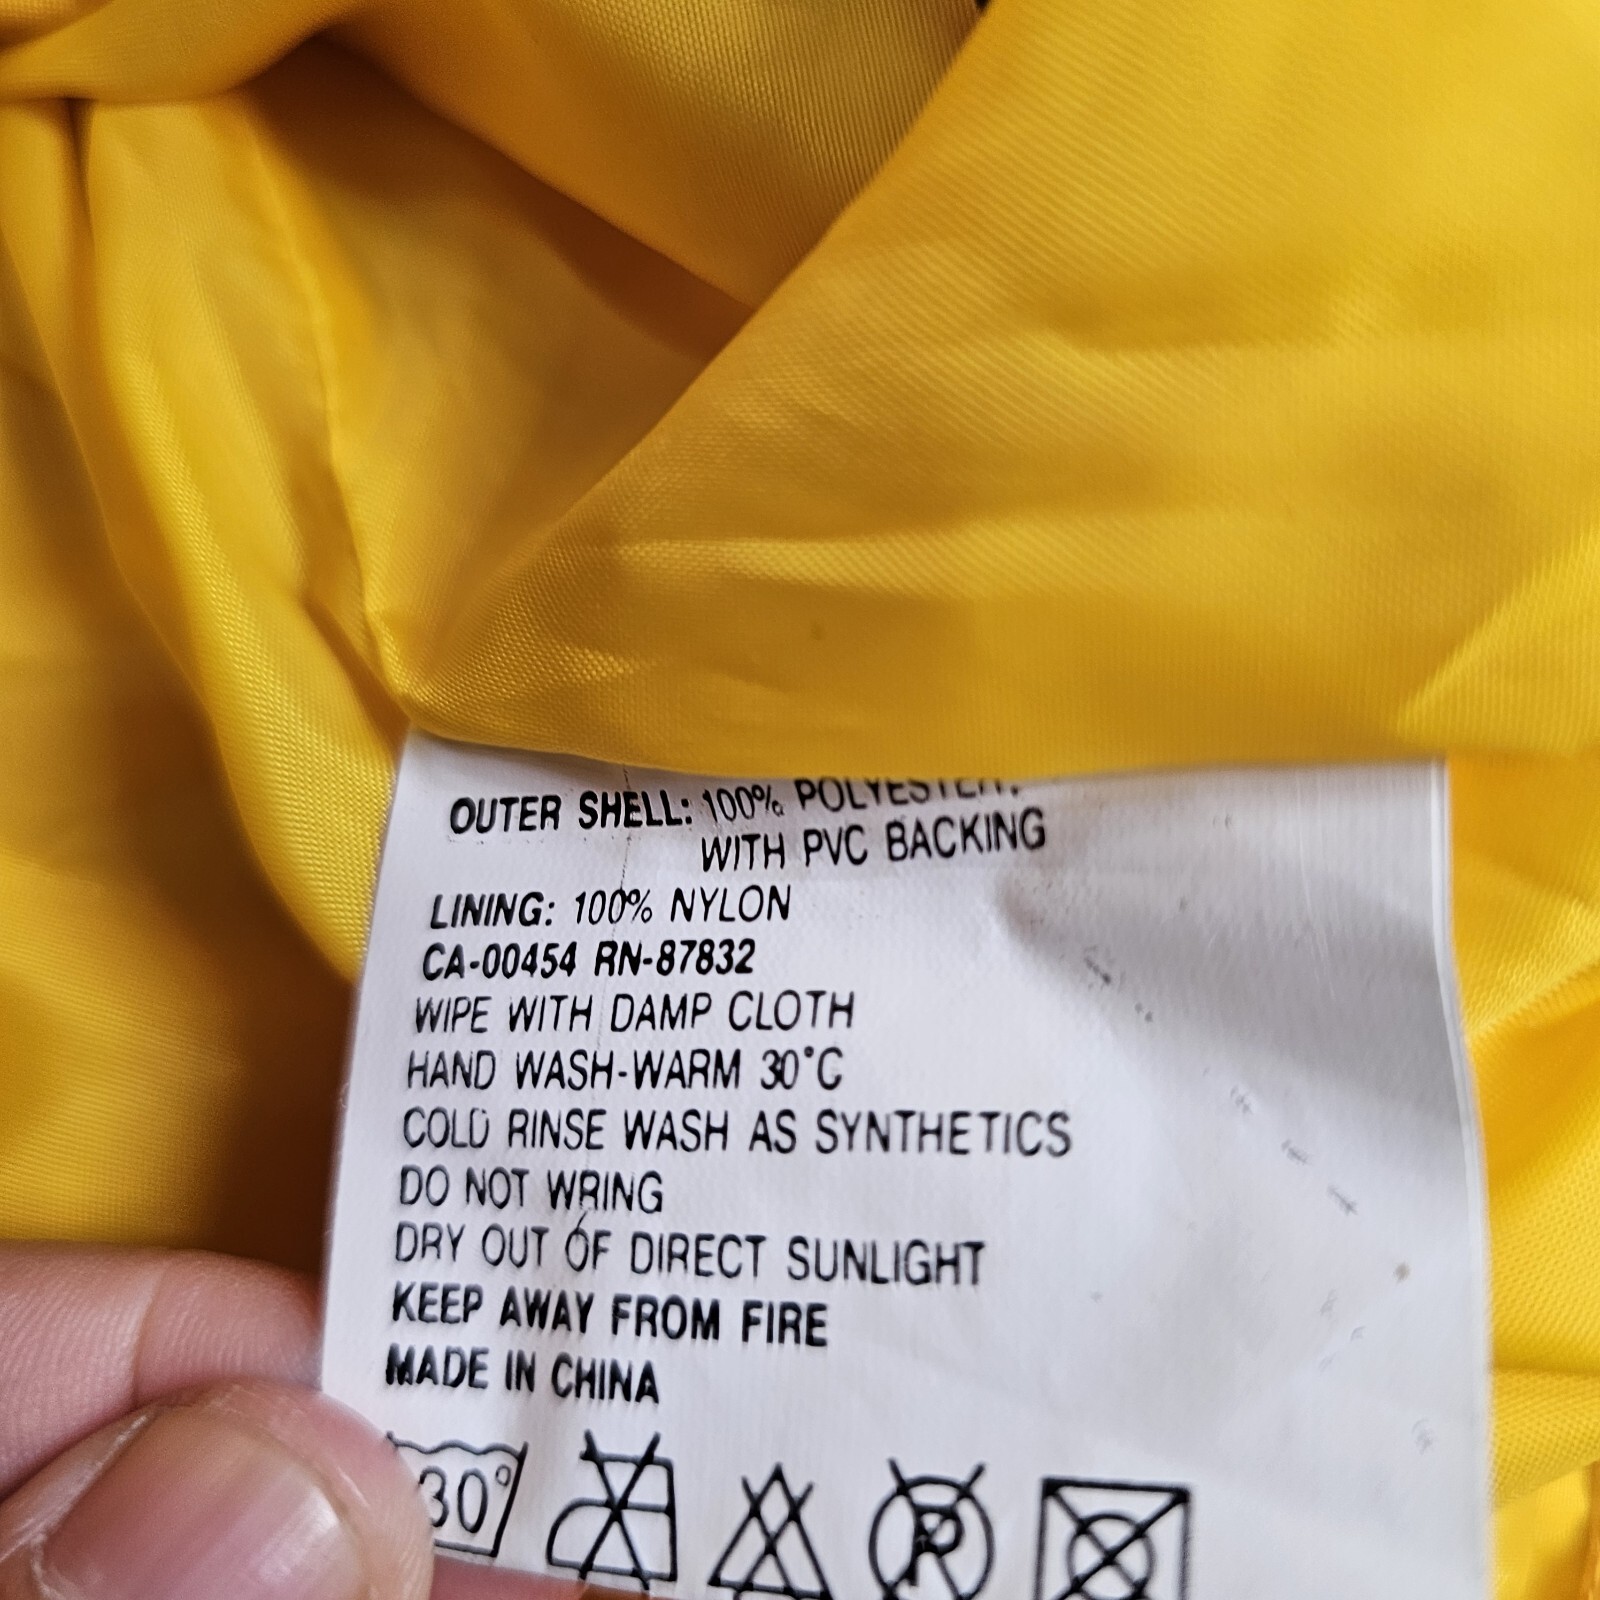 OUTER SHELL: 100% POLYESTER,
WITH PVC BACKING
LINING: 100% NYLON
CA-00454 RN-87832
WIPE WITH DAMP CLOTH
HAND WASH-WARM 30°C
COLD RINSE WASH AS SYNTHETICS
DO NOT WRING
DRY OUT OF DIRECT SUNLIGHT
KEEP AWAY FROM FIRE
MADE IN CHINA
30° P